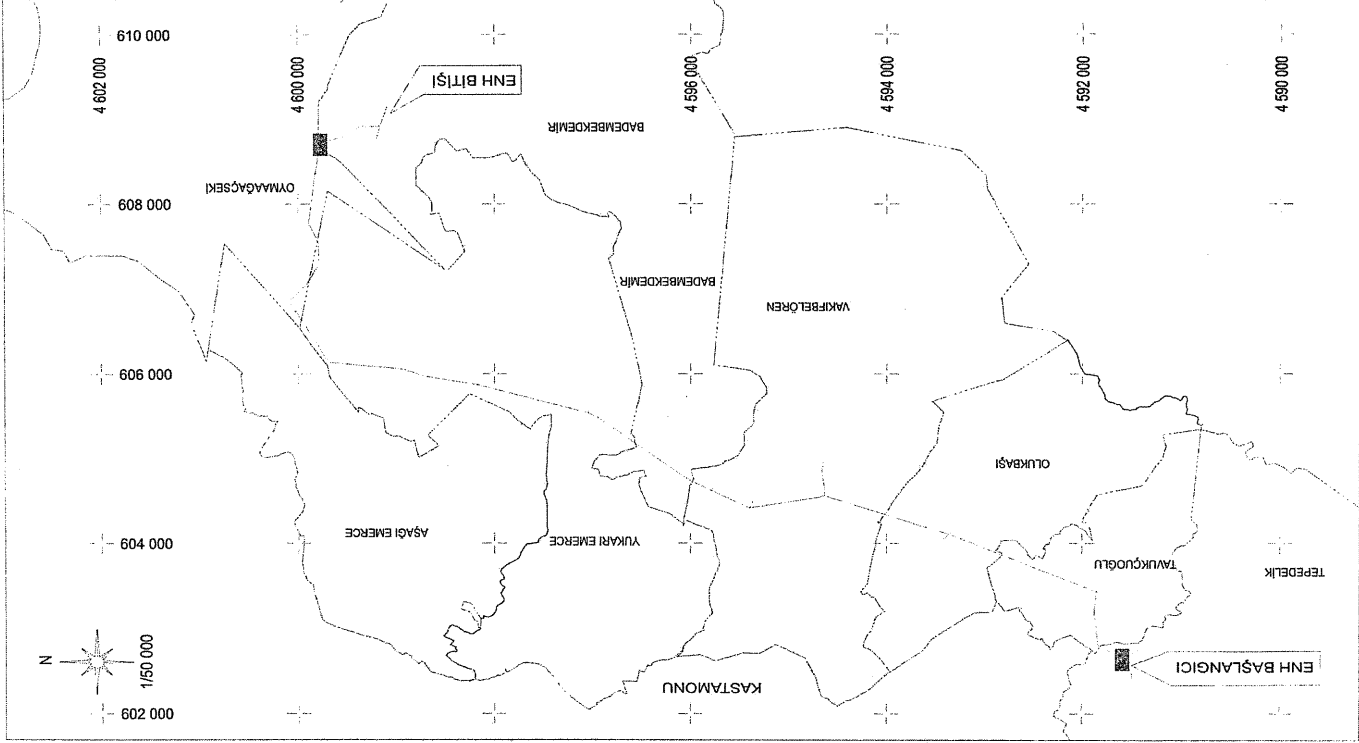 610 000
608 000
606 000
604 000
602 000
4 602 000
4 600 000
4 596 000
4 594 000
4 592 000
4 590 000
ENH BİTİŞİ
BADEMBEKDEMİR
OYMAAĞAÇSEKİ
BADEMBEKDEMİR
VAKIFBELÖREN
OLUKBAŞI
AŞAĞI EMERCE
YUKARI EMERCE
TAVUKÇUOĞLU
TEPEDELİK
KASTAMONU
ENH BAŞLANGICI
N
1/50 000